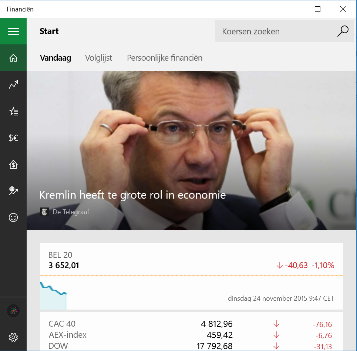 Financiën
Start
Koersen zoeken
Vandaag Volglijst Persoonlijke financiën
Kremlin heeft te grote rol in economie
De Telegraaf
BEL 20
3 652,01 -40,63 -1,10%
dinsdag 24 november 2015 9:47 CET
CAC 40 4 812,96 -76,16
AEX-index 459,42 -6,76
DOW 17 792,68 -31,13